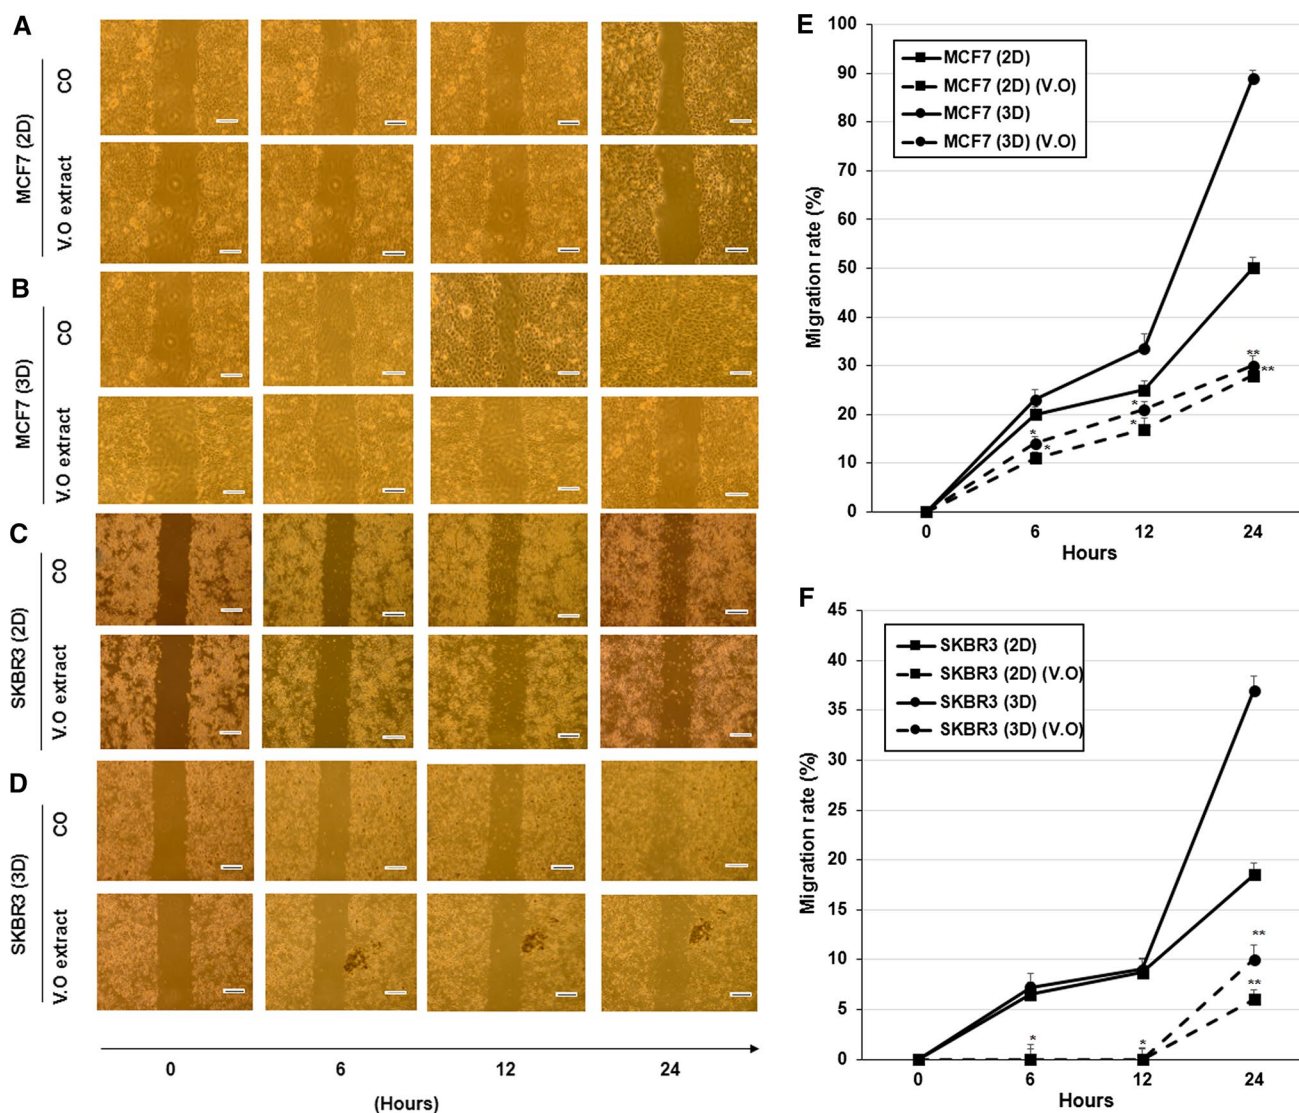 A
MCF7 (2D)
CO
V.O extract
B
MCF7 (3D)
CO
V.O extract
C
SKBR3 (2D)
CO
V.O extract
D
SKBR3 (3D)
CO
V.O extract
0 6 12 24
(Hours)
E
MCF7 (2D)
MCF7 (2D) (V.O)
MCF7 (3D)
MCF7 (3D) (V.O)
Migration rate (%)
100
90
80
70
60
50
40
30
20
10
0
** **
* *
* *
0 6 12 24
Hours
F
SKBR3 (2D)
SKBR3 (2D) (V.O)
SKBR3 (3D)
SKBR3 (3D) (V.O)
Migration rate (%)
45
40
35
30
25
20
15
10
5
0
**
**
* *
0 6 12 24
Hours